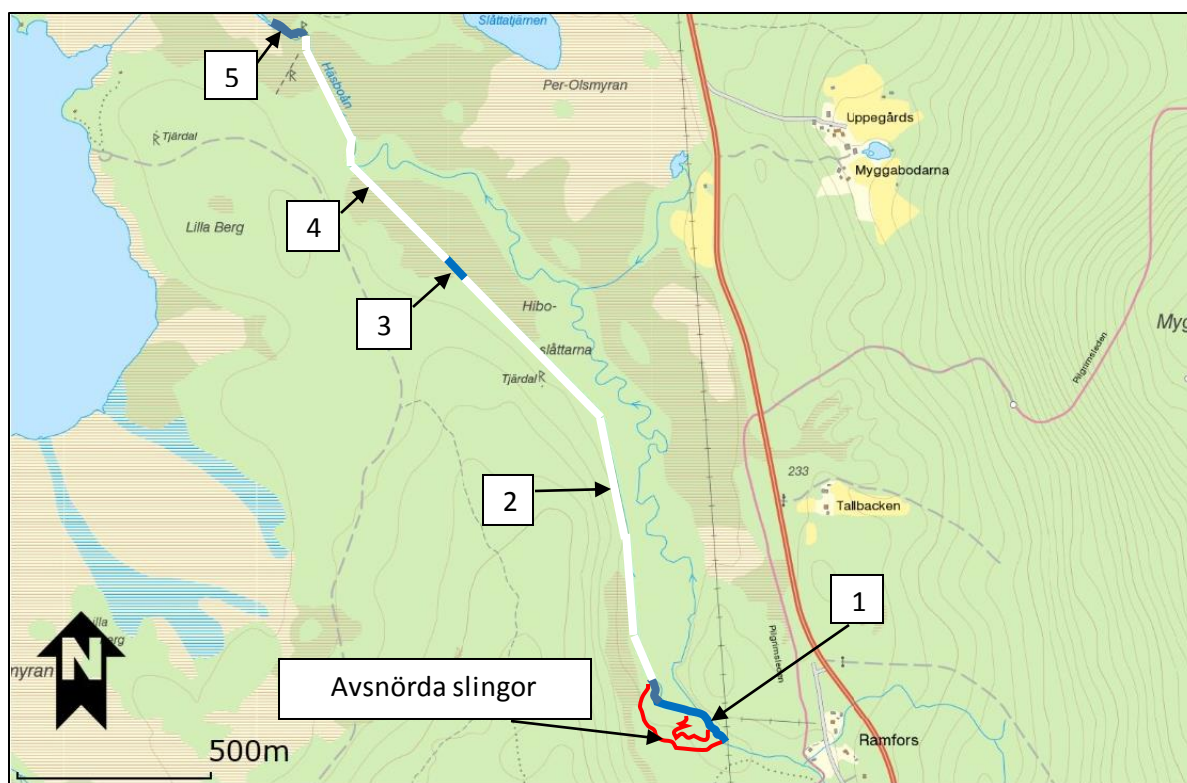 Slåttatjärnen
5
Hasboån
Per-Olsmyran
Uppegårds
Tjärdal
Myggabodarna
4
Lilla Berg
3
Hibo-
slåttarna
Myg
Pilgrimsleden
Tjärdal
2
233
Tallbacken
1
N
myran
Pilgrimsleden
Avsnörda slingor
Ramfors
500m